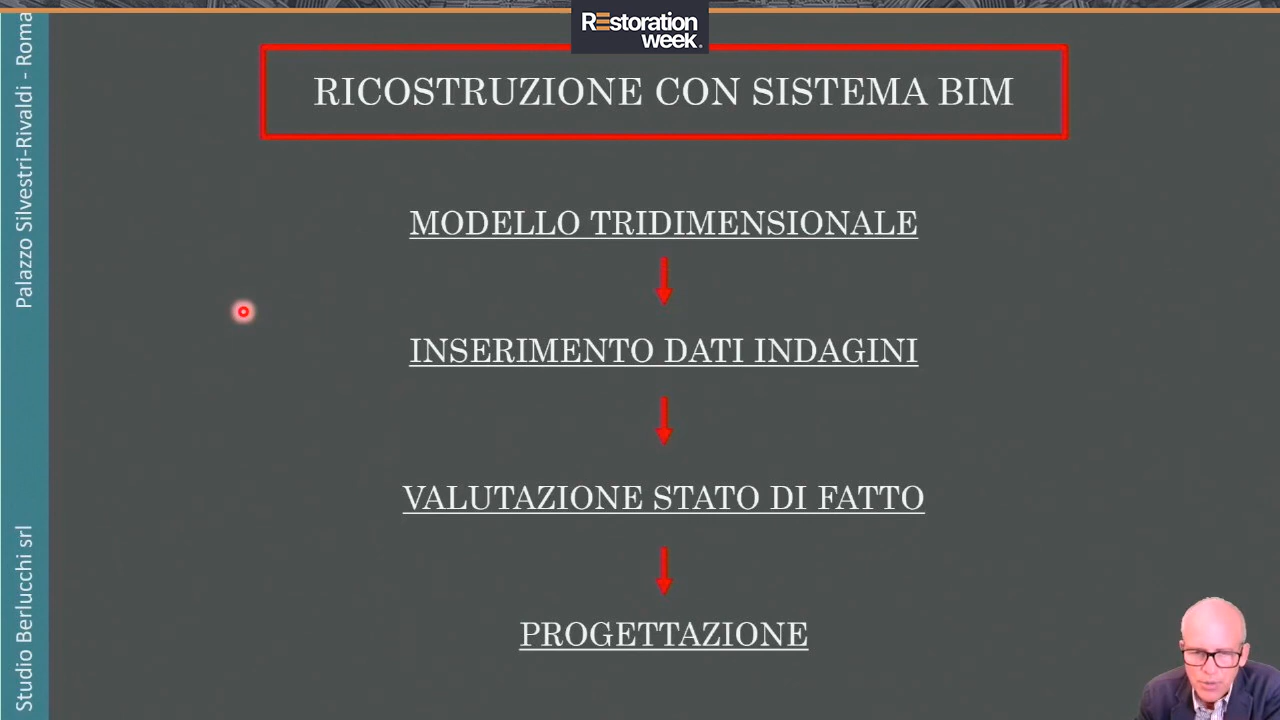 REstoration
week.
RICOSTRUZIONE CON SISTEMA BIM
MODELLO TRIDIMENSIONALE
INSERIMENTO DATI INDAGINI
VALUTAZIONE STATO DI FATTO
PROGETTAZIONE
Palazzo Silvestri-Rivaldi - Roma
Studio Berlucchi srl